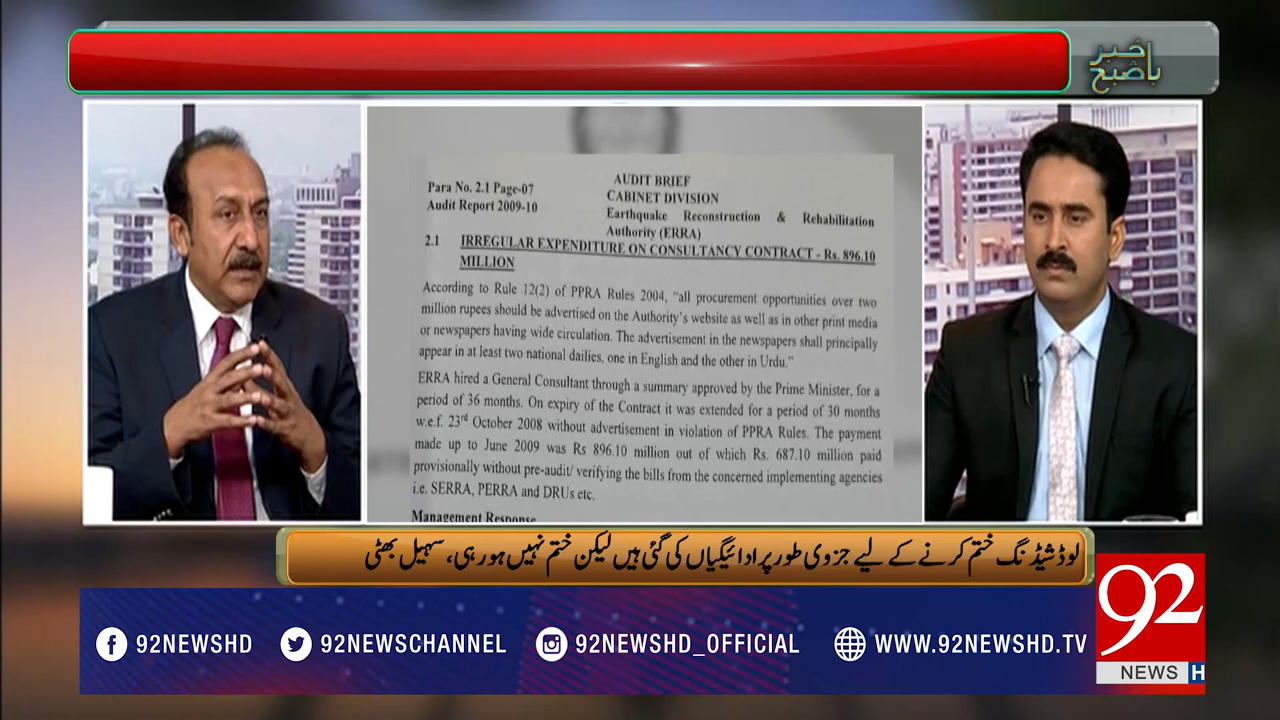 باخبر
صبح
Para No. 2.1 Page-07
Audit Report 2009-10
AUDIT BRIEF
CABINET DIVISION
Earthquake Reconstruction & Rehabilitation
Authority (ERRA)
2.1 IRREGULAR EXPENDITURE ON CONSULTANCY CONTRACT - Rs. 896.10
MILLION
According to Rule 12(2) of PPRA Rules 2004, “all procurement opportunities over two
million rupees should be advertised on the Authority's website as well as in other print media
or newspapers having wide circulation. The advertisement in the newspapers shall principally
appear in at least two national dailies, one in English and the other in Urdu.”
ERRA hired a General Consultant through a summary approved by the Prime Minister, for a
period of 36 months. On expiry of the Contract it was extended for a period of 30 months
w.e.f. 23rd October 2008 without advertisement in violation of PPRA Rules. The payment
made up to June 2009 was Rs 896.10 million out of which Rs. 687.10 million paid
provisionally without pre-audit/ verifying the bills from the concerned implementing agencies
i.e. SERRA, PERRA and DRUs etc.
Management Response
لوڈشیڈنگ ختم کرنے کے لیے جزوی طور پر ادائیگیاں کی گئی ہیں لیکن ختم نہیں ہو رہی، سہیل بھٹی
92NEWSHD 92NEWSCHANNEL 92NEWSHD_OFFICIAL WWW.92NEWSHD.TV
92
NEWS H